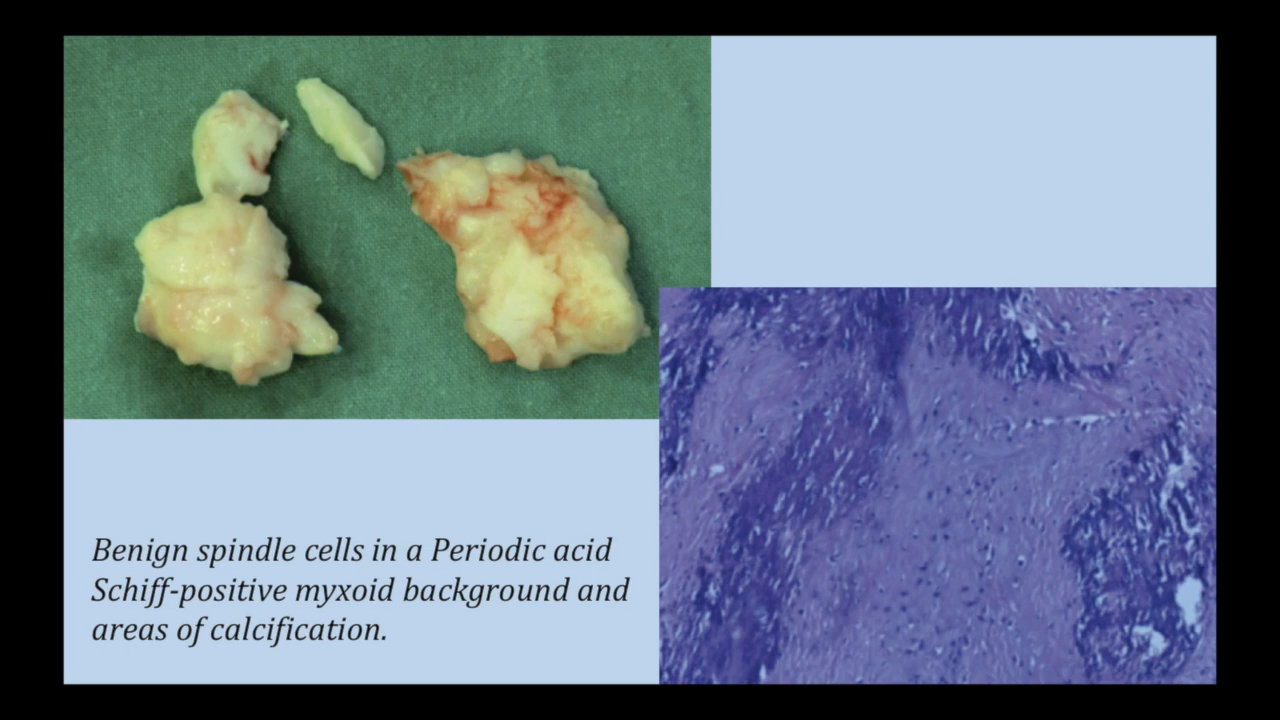 Benign spindle cells in a Periodic acid
Schiff-positive myxoid background and
areas of calcification.